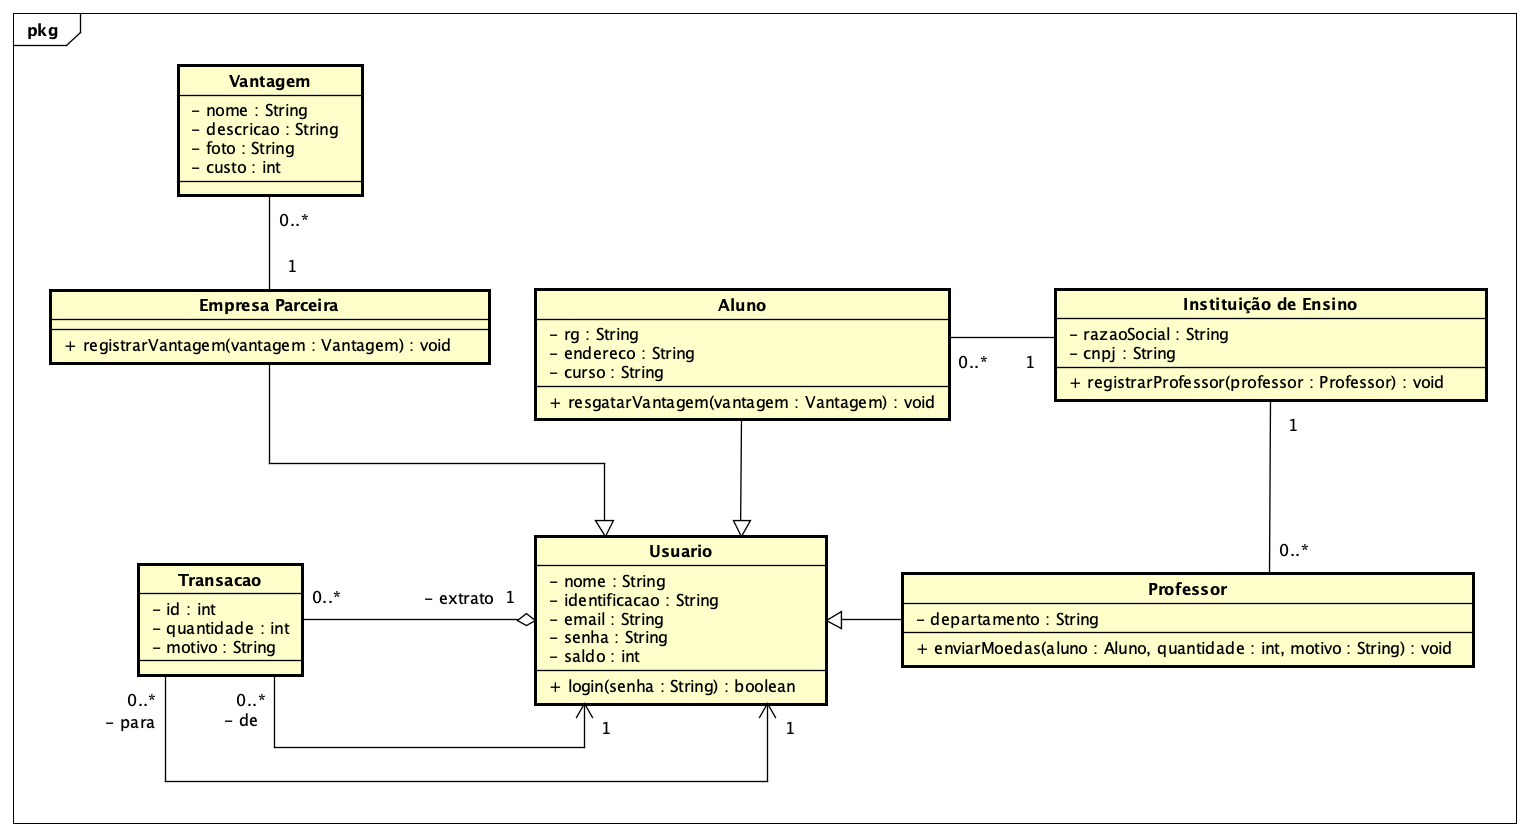 pkg
Vantagem
- nome : String
- descricao : String
- foto : String
- custo : int
0..*
1
Empresa Parceira
+ registrarVantagem(vantagem : Vantagem) : void
Aluno
- rg : String
- endereco : String
- curso : String
+ resgatarVantagem(vantagem : Vantagem) : void
0..*
1
Instituição de Ensino
- razaoSocial : String
- cnpj : String
+ registrarProfessor(professor : Professor) : void
1
0..*
Transacao
- id : int
- quantidade : int
- motivo : String
0..*
- extrato
1
Usuario
- nome : String
- identificacao : String
- email : String
- senha : String
- saldo : int
+ login(senha : String) : boolean
Professor
- departamento : String
+ enviarMoedas(aluno : Aluno, quantidade : int, motivo : String) : void
0..*
- para
0..*
- de
1
1